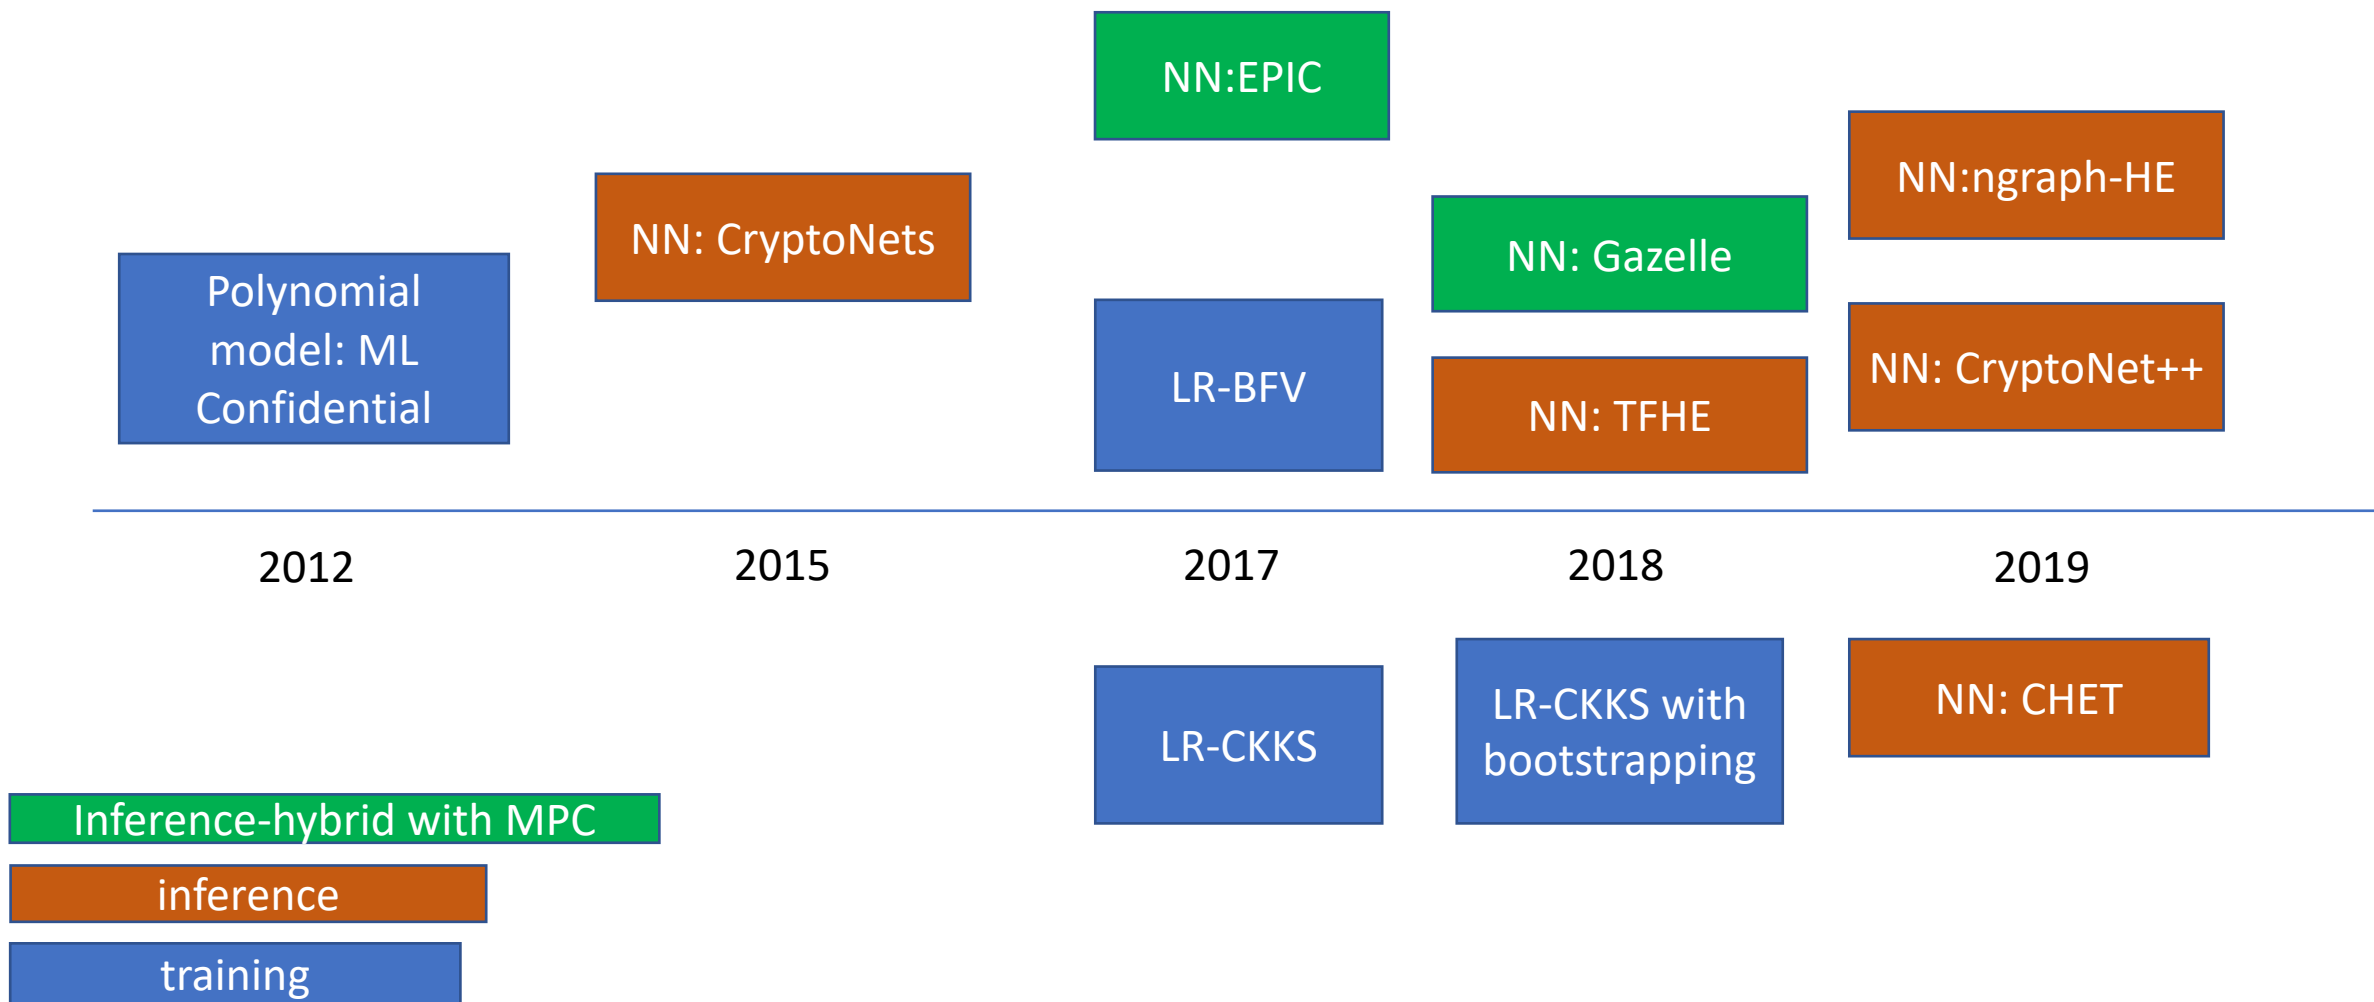 NN:EPIC
NN:ngraph-HE
NN: CryptoNets
NN: Gazelle
Polynomial
model: ML
Confidential
LR-BFV
NN: CryptoNet++
NN: TFHE
2012
2015
2017
2018
2019
LR-CKKS
LR-CKKS with
bootstrapping
NN: CHET
Inference-hybrid with MPC
inference
training